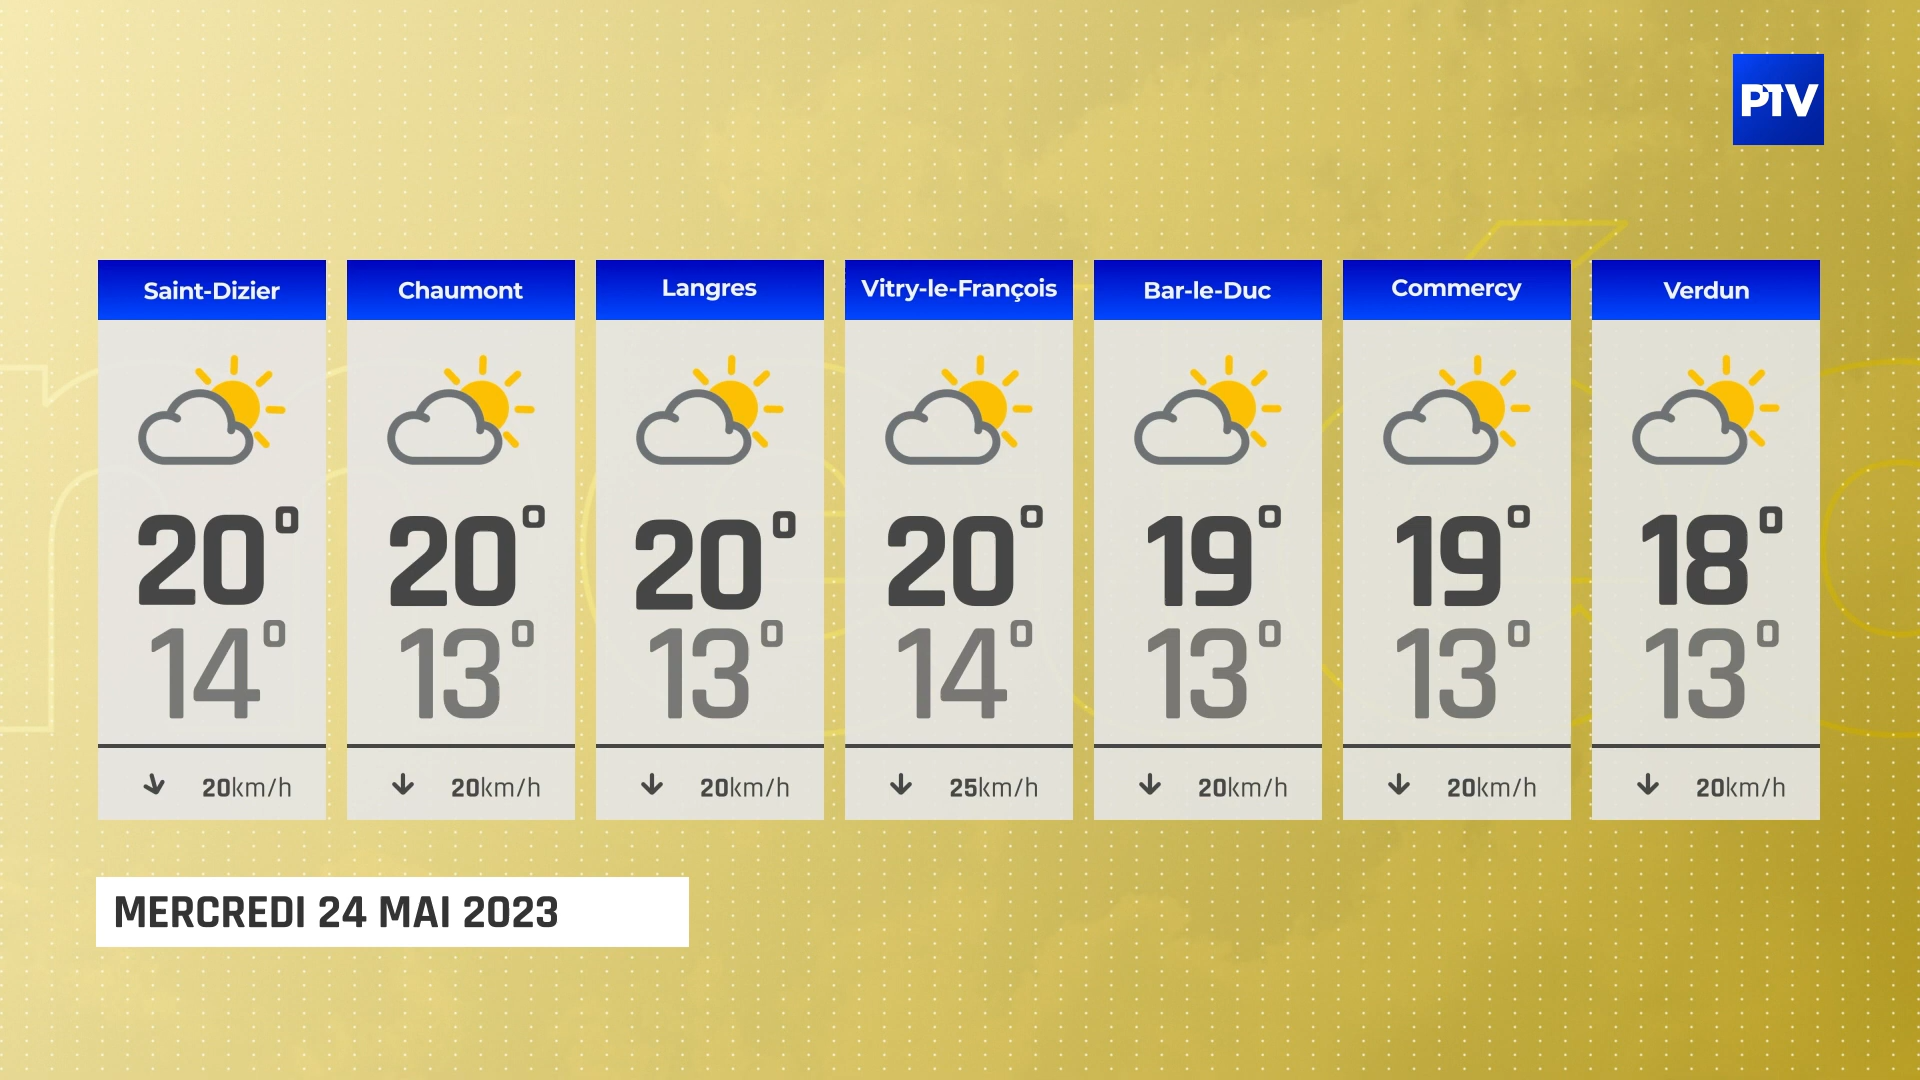 PTV
Saint-Dizier
20°
14°
20km/h
Chaumont
20°
13°
20km/h
Langres
20°
13°
20km/h
Vitry-le-François
20°
14°
25km/h
Bar-le-Duc
19°
13°
20km/h
Commercy
19°
13°
20km/h
Verdun
18°
13°
20km/h
MERCREDI 24 MAI 2023